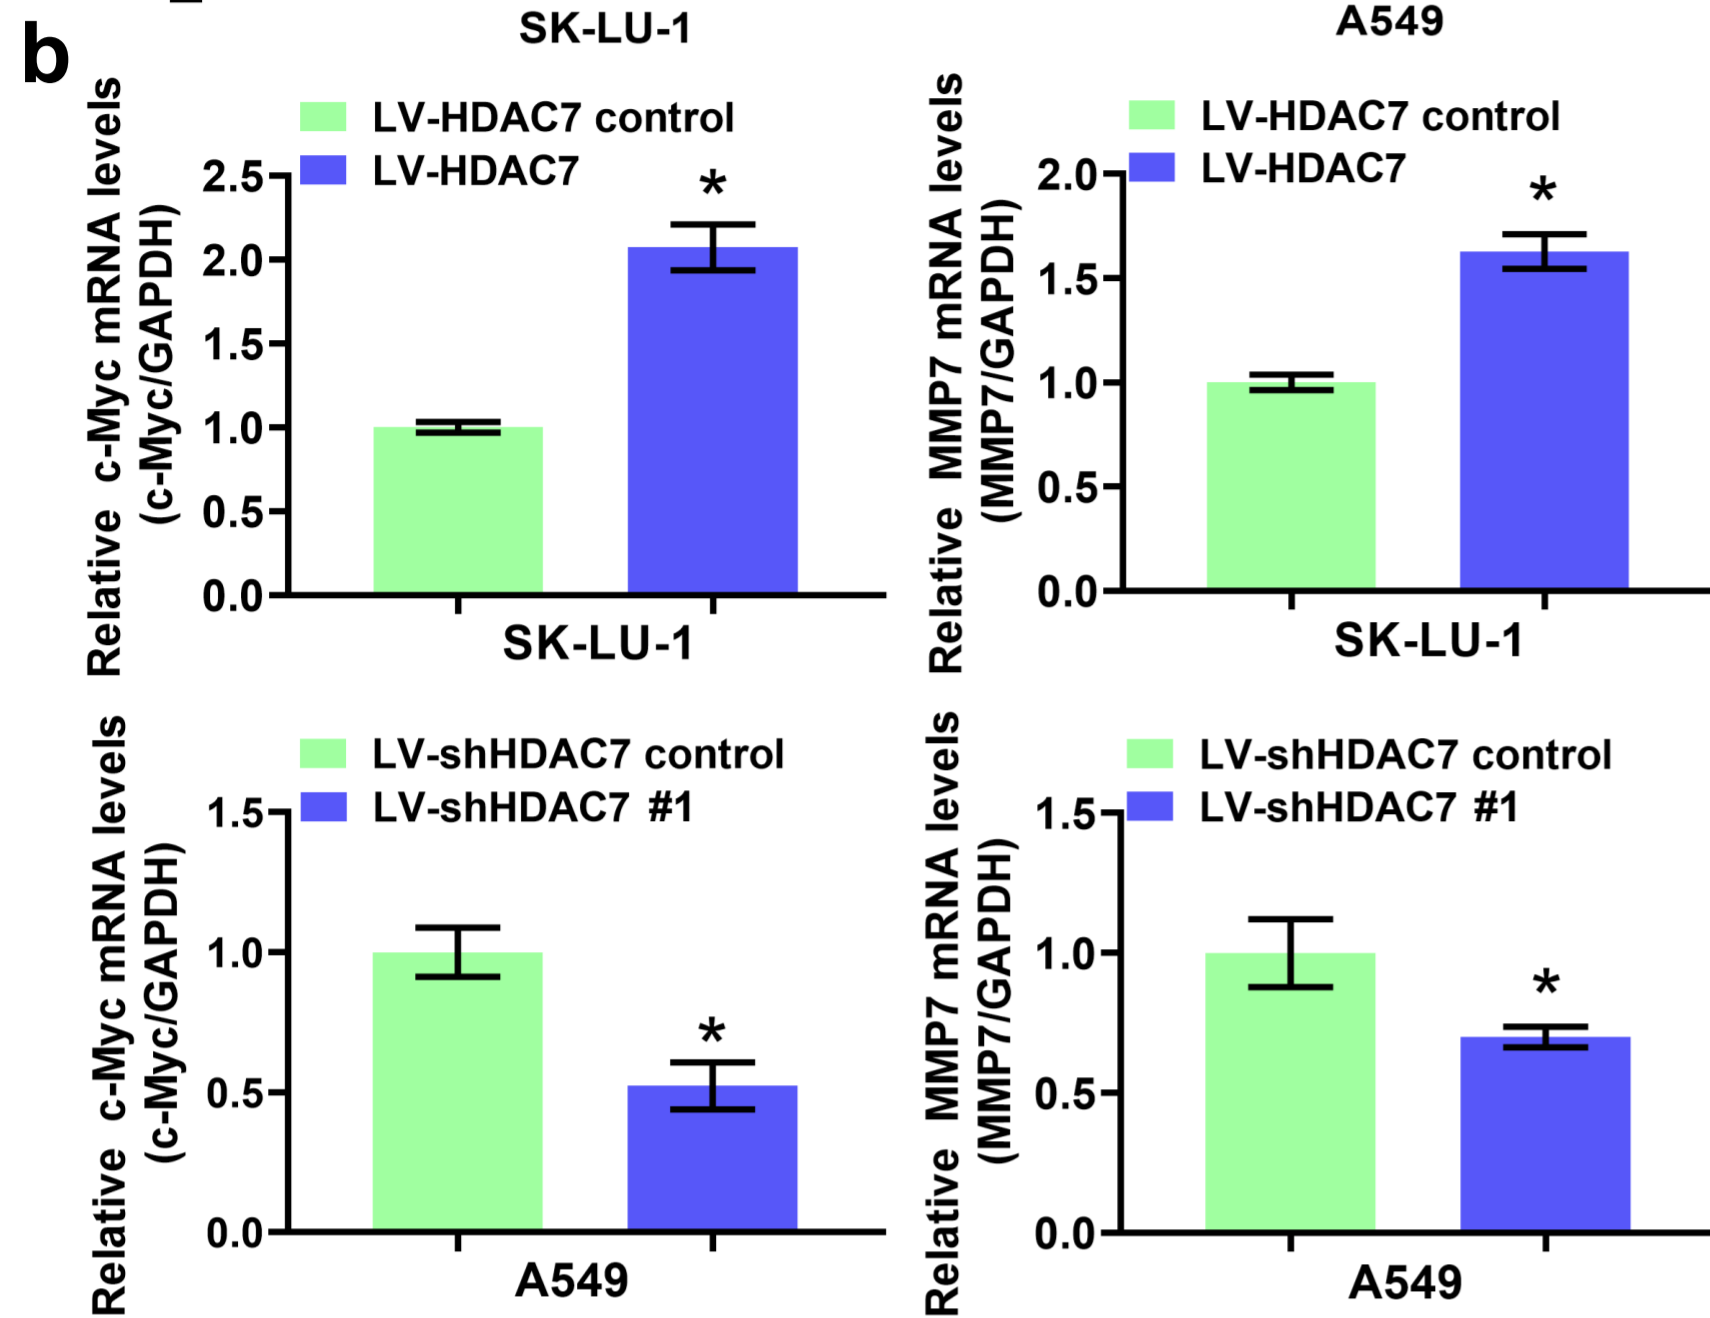 b
SK-LU-1
A549
Relative c-Myc mRNA levels
(c-Myc/GAPDH)
LV-HDAC7 control
LV-HDAC7
2.5
2.0
1.5
1.0
0.5
0.0
*
SK-LU-1
Relative MMP7 mRNA levels
(MMP7/GAPDH)
LV-HDAC7 control
LV-HDAC7
2.0
1.5
1.0
0.5
0.0
*
SK-LU-1
Relative c-Myc mRNA levels
(c-Myc/GAPDH)
LV-shHDAC7 control
LV-shHDAC7 #1
1.5
1.0
0.5
0.0
*
A549
Relative MMP7 mRNA levels
(MMP7/GAPDH)
LV-shHDAC7 control
LV-shHDAC7 #1
1.5
1.0
0.5
0.0
*
A549